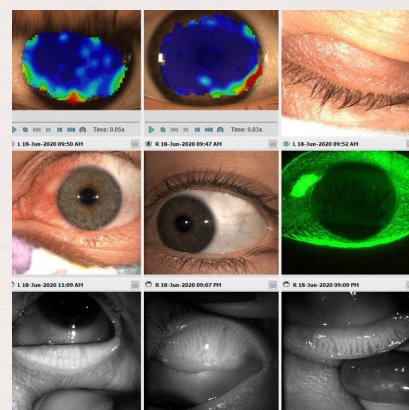 Time: 0.05s
Time: 0.03s
L 18-Jun-2020 09:50 AM
R 18-Jun-2020 09:47 AM
L 18-Jun-2020 09:52 AM
L 18-Jun-2020 11:09 AM
R 18-Jun-2020 09:07 PM
R 18-Jun-2020 09:09 PM